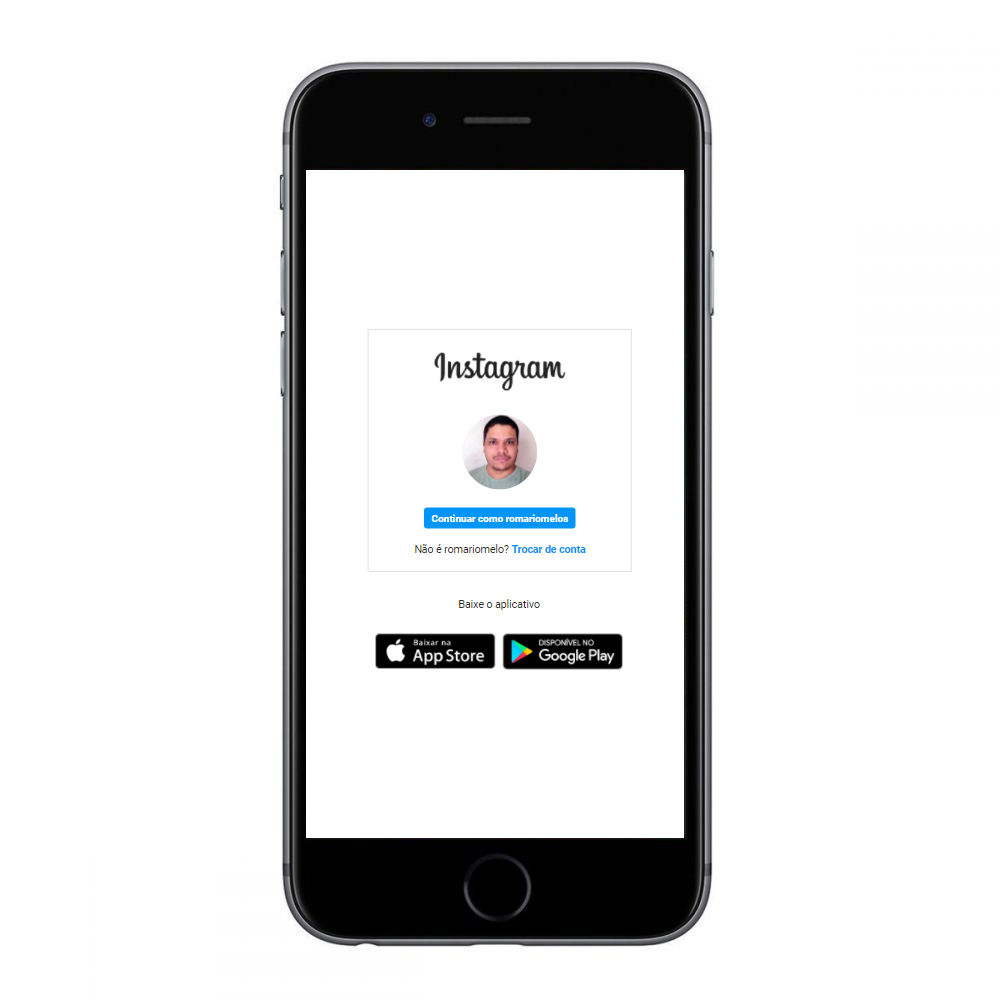 Instagram
Continuar como romariomelos
Não é romariomelo? Trocar de conta
Baixe o aplicativo
Baixar na
App Store
DISPONÍVEL NO
Google Play